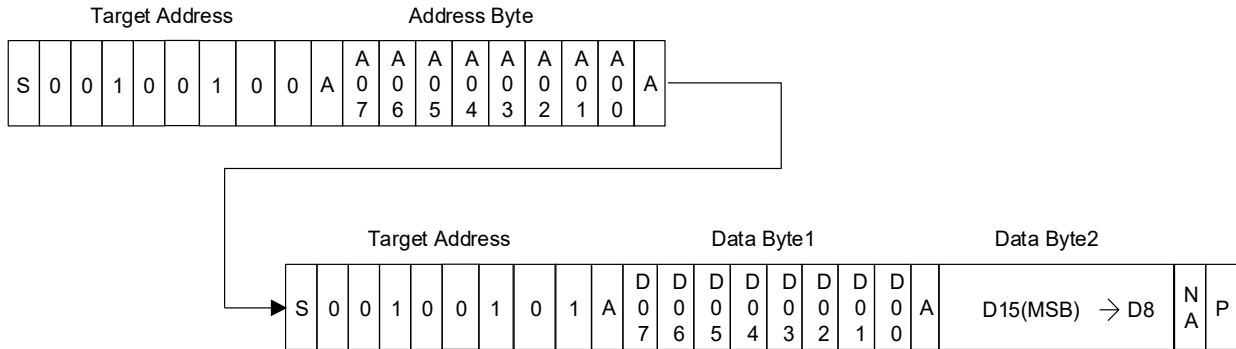 Target Address Address Byte
S 0 0 1 0 0 1 0 0 A A07 A06 A05 A04 A03 A02 A01 A00 A
Target Address Data Byte1 Data Byte2
S 0 0 1 0 0 1 0 1 A D07 D06 D05 D04 D03 D02 D01 D00 A D15(MSB) → D8 NA P